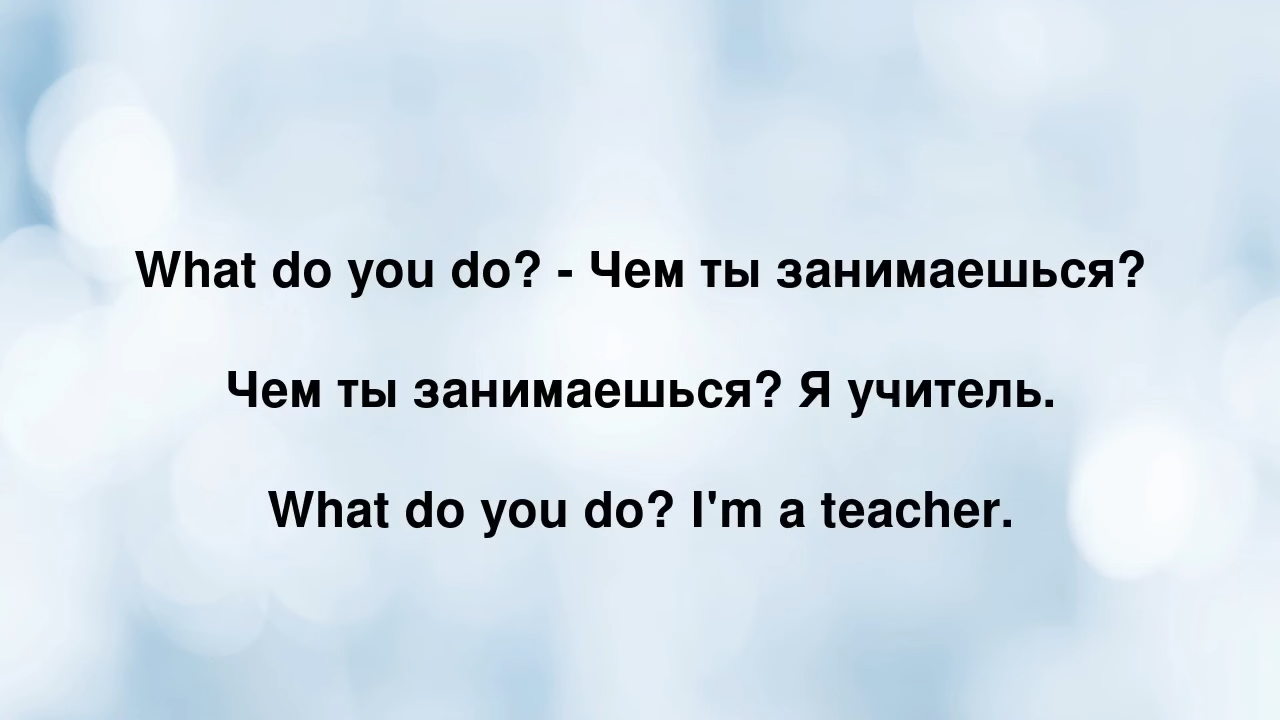 What do you do? - Чем ты занимаешься?
Чем ты занимаешься? Я учитель.
What do you do? I'm a teacher.